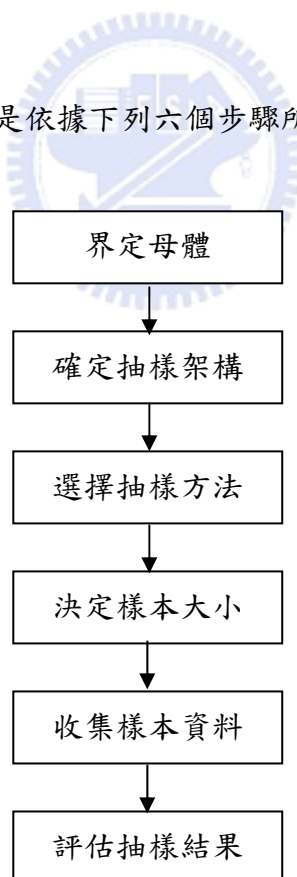 是依據下列六個步驟所
界定母體
確定抽樣架構
選擇抽樣方法
決定樣本大小
收集樣本資料
評估抽樣結果